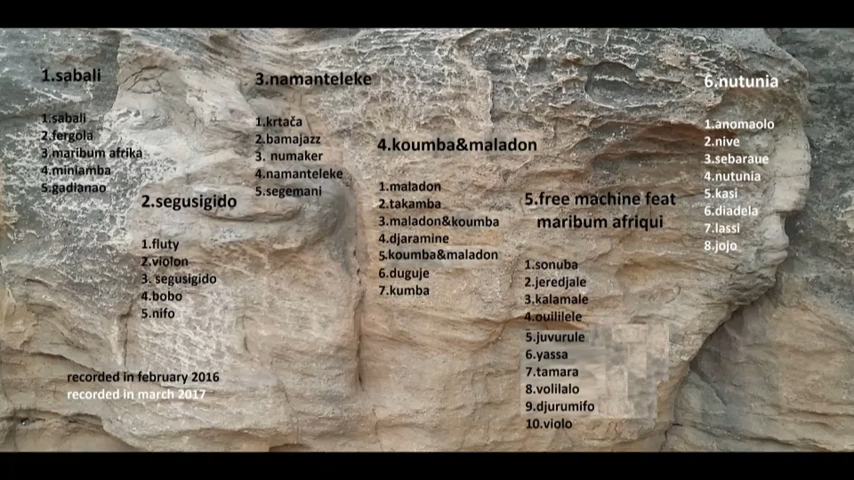 1.sabali
1.sabali
2.fergola
3.maribum afrika
4.miniamba
5.gadianao
2.segusigido
1.fluty
2.violon
3. segusigido
4.bobo
5.nifo
3.namanteleke
1.krtača
2.bamajazz
3. numaker
4.namanteleke
5.segemani
4.koumba&maladon
1.maladon
2.takamba
3.maladon&koumba
4.djaramine
5.koumba&maladon
6.duguje
7.kumba
5.free machine feat
maribum afriqui
1.sonuba
2.jeredjale
3.kalamale
4.ouililele
5.juvurule
6.yassa
7.tamara
8.volilalo
9.djurumifo
10.violo
6.nutunia
1.anomaolo
2.nive
3.sebaraue
4.nutunia
5.kasi
6.diadela
7.lassi
8.jojo
recorded in february 2016
recorded in march 2017